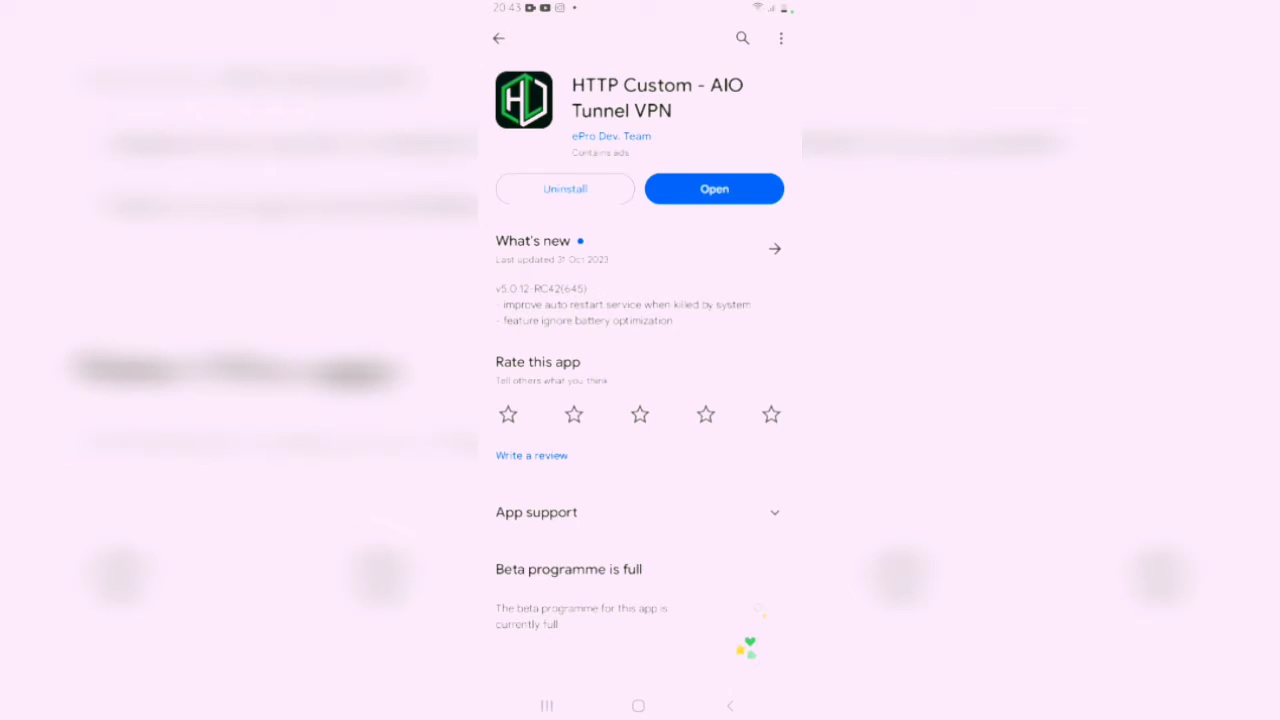 20:43
HTTP Custom - AIO
Tunnel VPN
ePro Dev. Team
Contains ads
Uninstall
Open
What's new
Last updated 31 Oct 2023
v5.0.12-RC42(645)
- improve auto restart service when killed by system
- feature ignore battery optimization
Rate this app
Tell others what you think
Write a review
App support
Beta programme is full
The beta programme for this app is
currently full